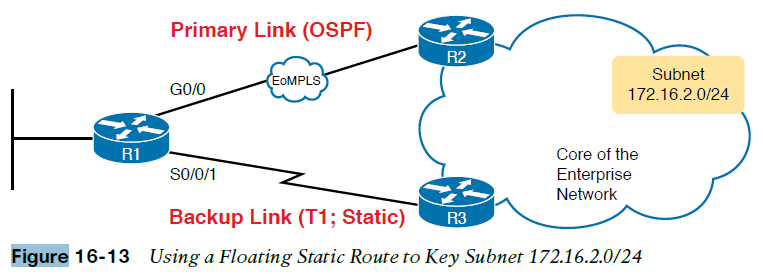 Primary Link (OSPF)
R2
EoMPLS
G0/0
Subnet
172.16.2.0/24
R1
S0/0/1
Core of the
Enterprise
Network
Backup Link (T1; Static)
R3
Figure 16-13 Using a Floating Static Route to Key Subnet 172.16.2.0/24